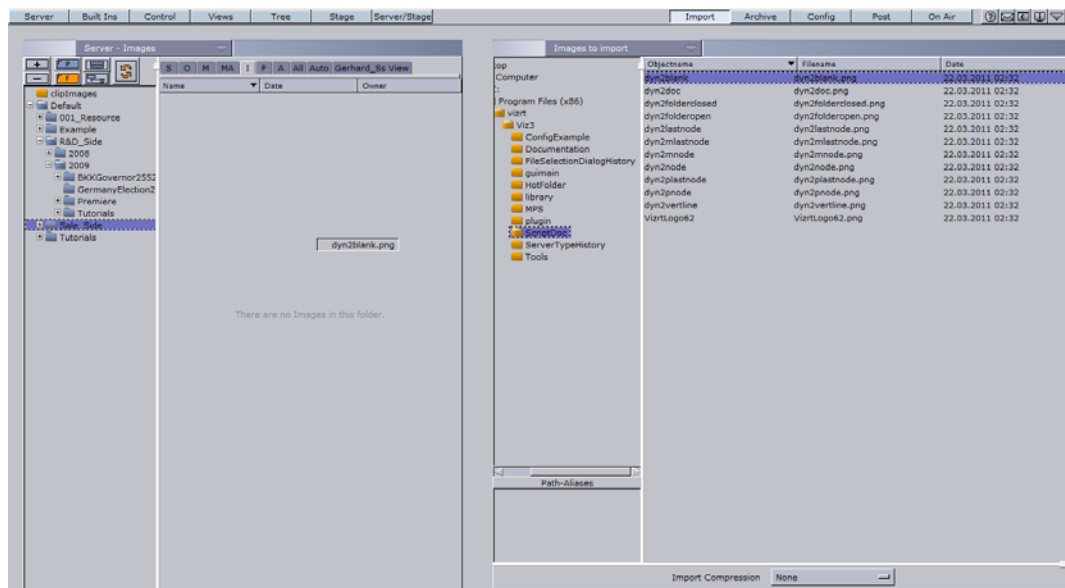 Server Built Ins Control Views Tree Stage Server/Stage Import Archive Config Post On Air
Server - Images
S O M MA I F A All Auto Gerhard_Ss View
Name Date Owner
clipImages
Default
001_Resource
Example
R&D_Side
2008
2009
BKKGovernor2552
GermanyElection2
Premiere
Tutorials
Sale_Side
Tutorials
dyn2blank.png
There are no Images in this folder.
Images to import
top
Computer
:
Program Files (x86)
vizrt
Viz3
ConfigExample
Documentation
FileSelectionDialogHistory
guimain
HotFolder
library
MPS
plugin
ScriptDoc
ServerTypeHistory
Tools
Path-Aliases
Objectname Filename Date
dyn2blank dyn2blank.png 22.03.2011 02:32
dyn2doc dyn2doc.png 22.03.2011 02:32
dyn2folderclosed dyn2folderclosed.png 22.03.2011 02:32
dyn2folderopen dyn2folderopen.png 22.03.2011 02:32
dyn2lastnode dyn2lastnode.png 22.03.2011 02:32
dyn2mlastnode dyn2mlastnode.png 22.03.2011 02:32
dyn2mnode dyn2mnode.png 22.03.2011 02:32
dyn2node dyn2node.png 22.03.2011 02:32
dyn2plastnode dyn2plastnode.png 22.03.2011 02:32
dyn2pnode dyn2pnode.png 22.03.2011 02:32
dyn2vertline dyn2vertline.png 22.03.2011 02:32
VizrtLogo62 VizrtLogo62.png 22.03.2011 02:32
Import Compression None